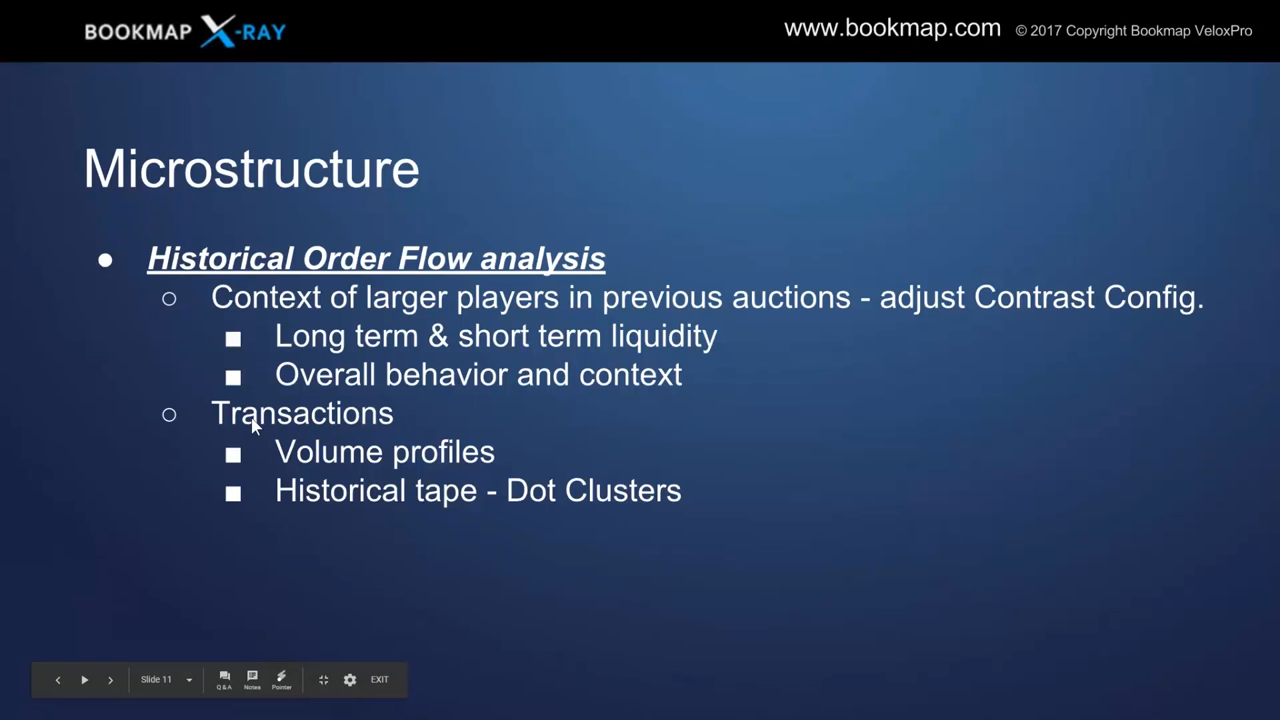 BOOKMAP X-RAY
www.bookmap.com © 2017 Copyright Bookmap VeloxPro
Microstructure
● Historical Order Flow analysis
○ Context of larger players in previous auctions - adjust Contrast Config.
■ Long term & short term liquidity
■ Overall behavior and context
○ Transactions
■ Volume profiles
■ Historical tape - Dot Clusters
Slide 11 Q&A Notes Pointer EXIT